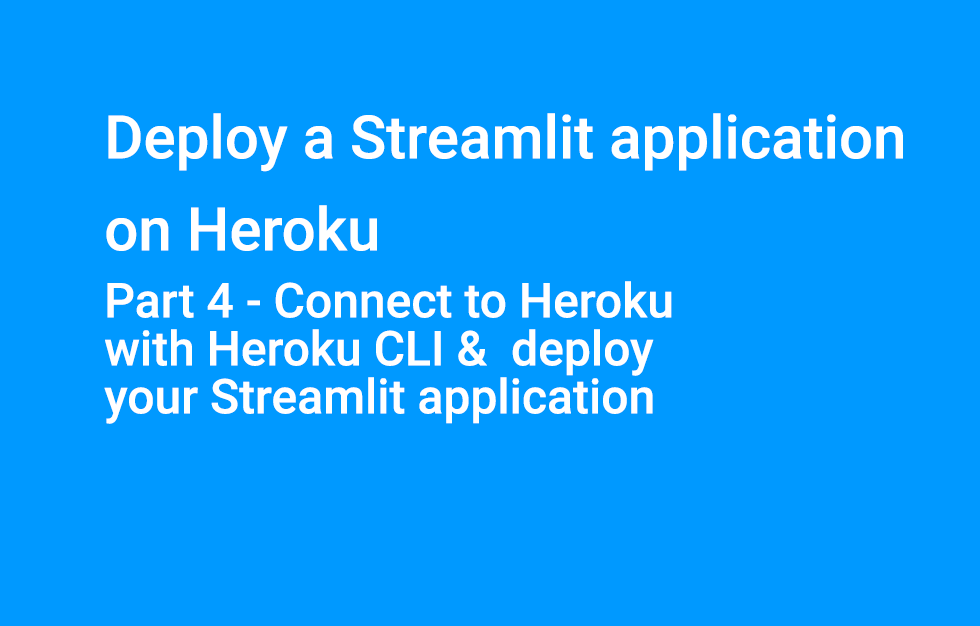 Deploy a Streamlit application
on Heroku
Part 4 - Connect to Heroku
with Heroku CLI &  deploy
your Streamlit application